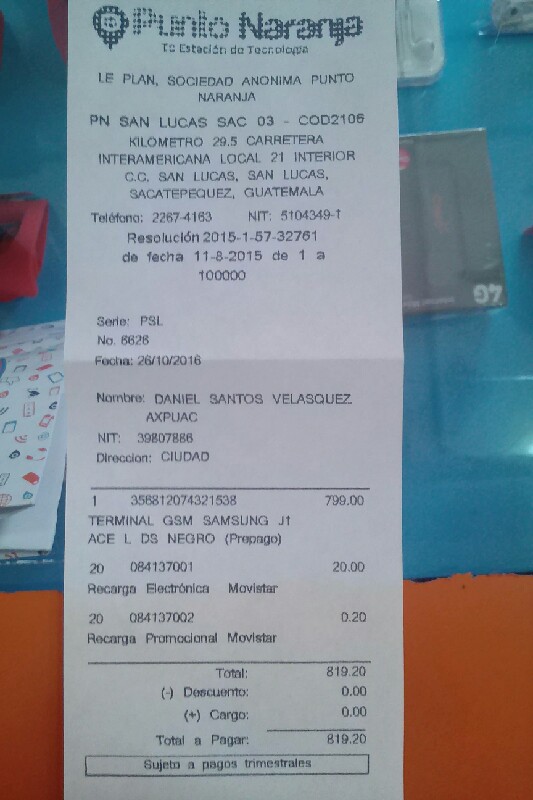 Punto Naranja
Tú Estación de Tecnología
LE PLAN, SOCIEDAD ANONIMA PUNTO
NARANJA
PN SAN LUCAS SAC 03 - COD2106
KILOMETRO 29.5 CARRETERA
INTERAMERICANA LOCAL 21 INTERIOR
C.C. SAN LUCAS, SAN LUCAS,
SACATEPEQUEZ, GUATEMALA
Teléfono: 2267-4163 NIT: 5104349-1
Resolución 2015-1-57-32761
de fecha 11-8-2015 de 1 a
100000
Serie: PSL
No. 6626
Fecha: 26/10/2016
Nombre: DANIEL SANTOS VELASQUEZ
AXPUAC
NIT: 39807886
Direccion: CIUDAD
1 356812074321538 799.00
TERMINAL GSM SAMSUNG J1
ACE L DS NEGRO (Prepago)
20 084137001 20.00
Recarga Electrónica Movistar
20 084137002 0.20
Recarga Promocional Movistar
Total: 819.20
(-) Descuento: 0.00
(+) Cargo: 0.00
Total a Pagar: 819.20
Sujeto a pagos trimestrales
4G